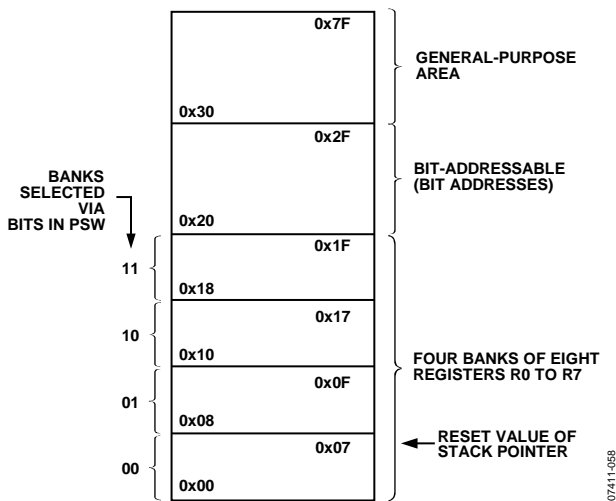 0x7F
GENERAL-PURPOSE
AREA
0x30
0x2F
BIT-ADDRESSABLE
(BIT ADDRESSES)
BANKS
SELECTED
VIA
BITS IN PSW
0x20
0x1F
11
0x18
0x17
10
0x10
FOUR BANKS OF EIGHT
REGISTERS R0 TO R7
0x0F
01
0x08
0x07
RESET VALUE OF
STACK POINTER
00
0x00
07411-058